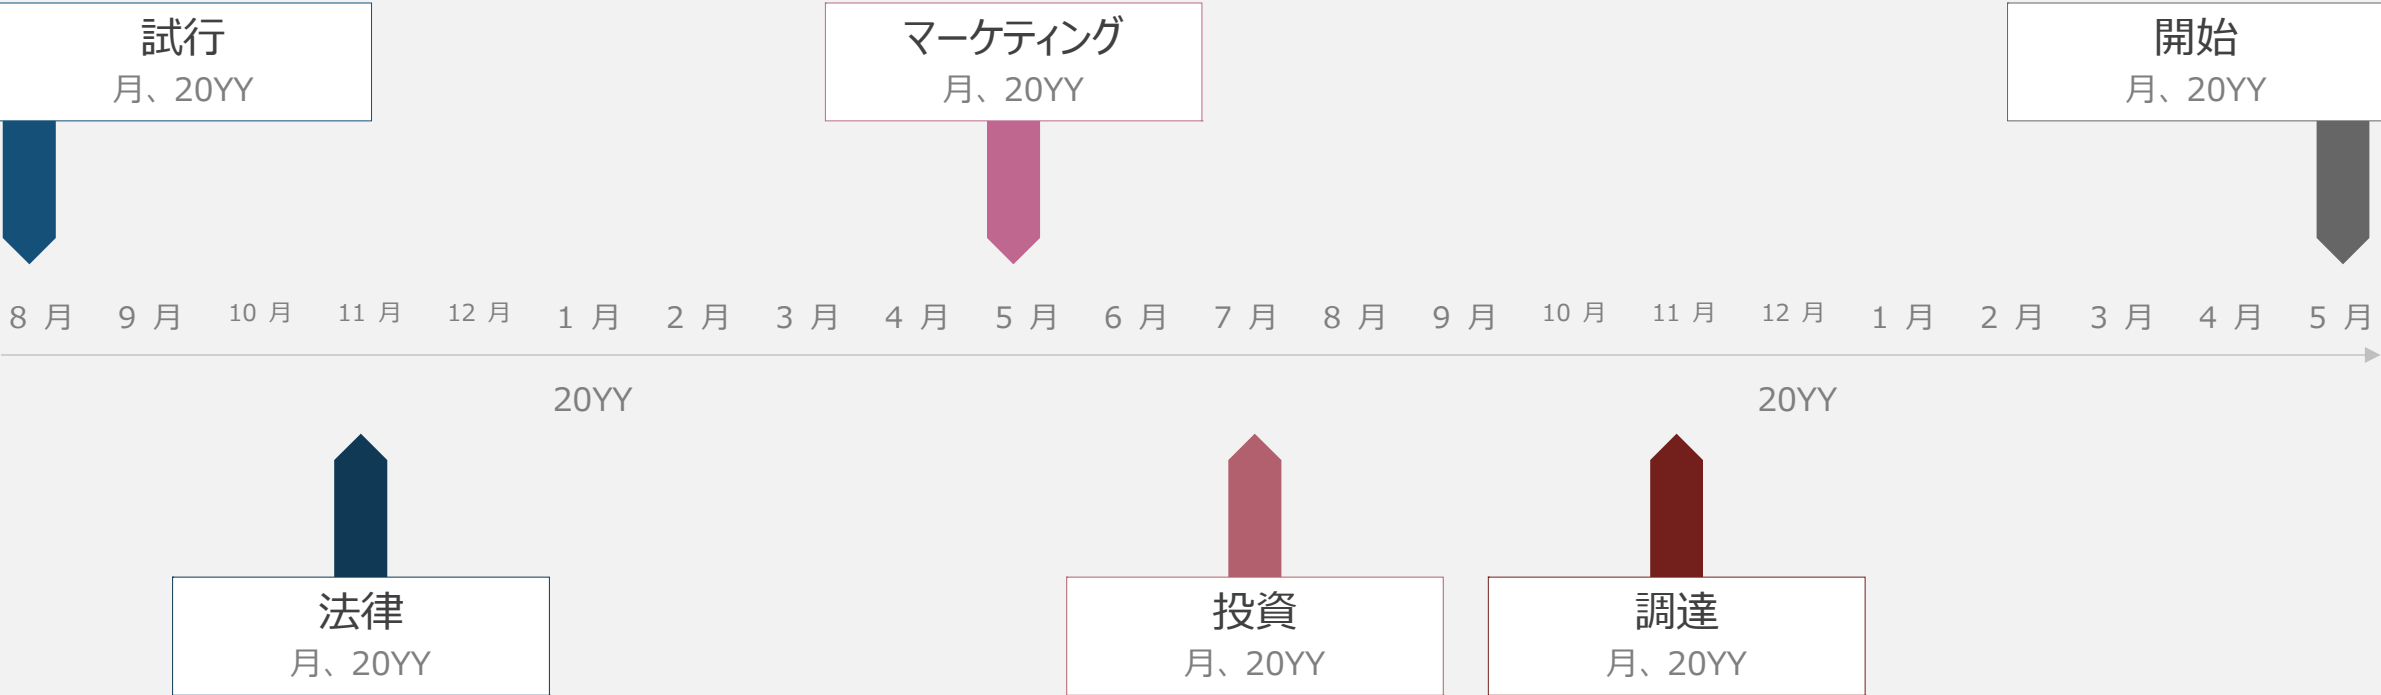 試行
月、20YY
マーケティング
月、20YY
開始
月、20YY
8 月 9 月 10 月 11 月 12 月 1 月 2 月 3 月 4 月 5 月 6 月 7 月 8 月 9 月 10 月 11 月 12 月 1 月 2 月 3 月 4 月 5 月
20YY 20YY
法律
月、20YY
投資
月、20YY
調達
月、20YY